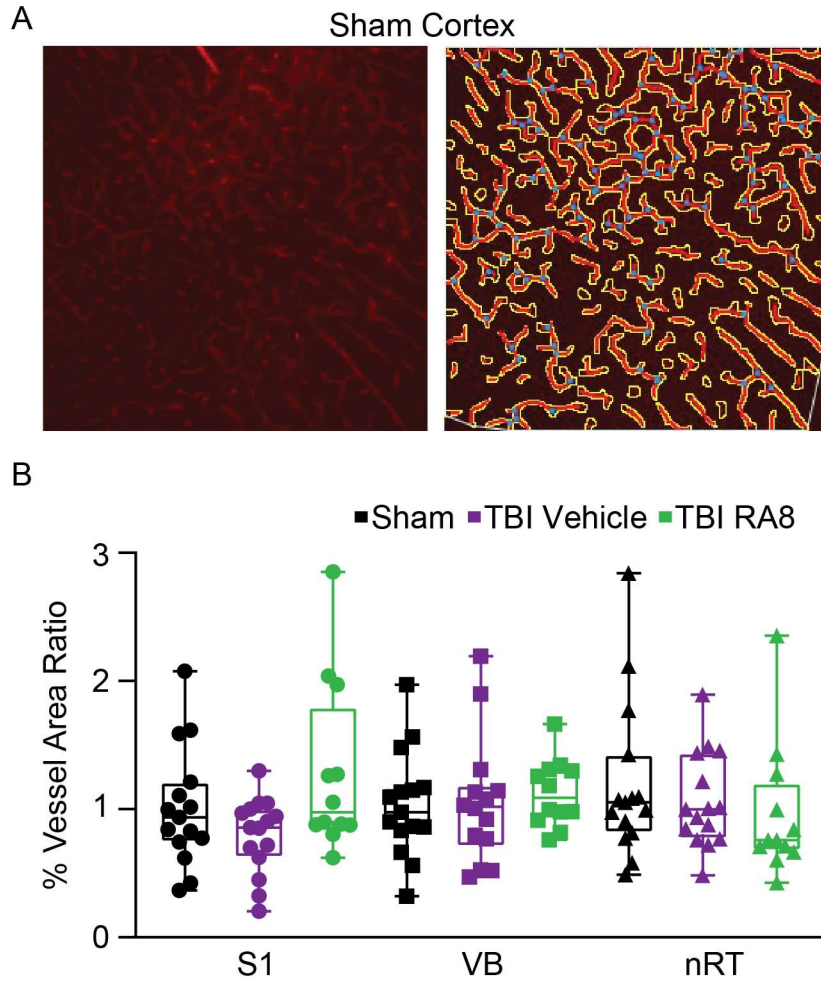 A
Sham Cortex
B
Sham TBI Vehicle TBI RA8
% Vessel Area Ratio
3
2
1
0
S1 VB nRT